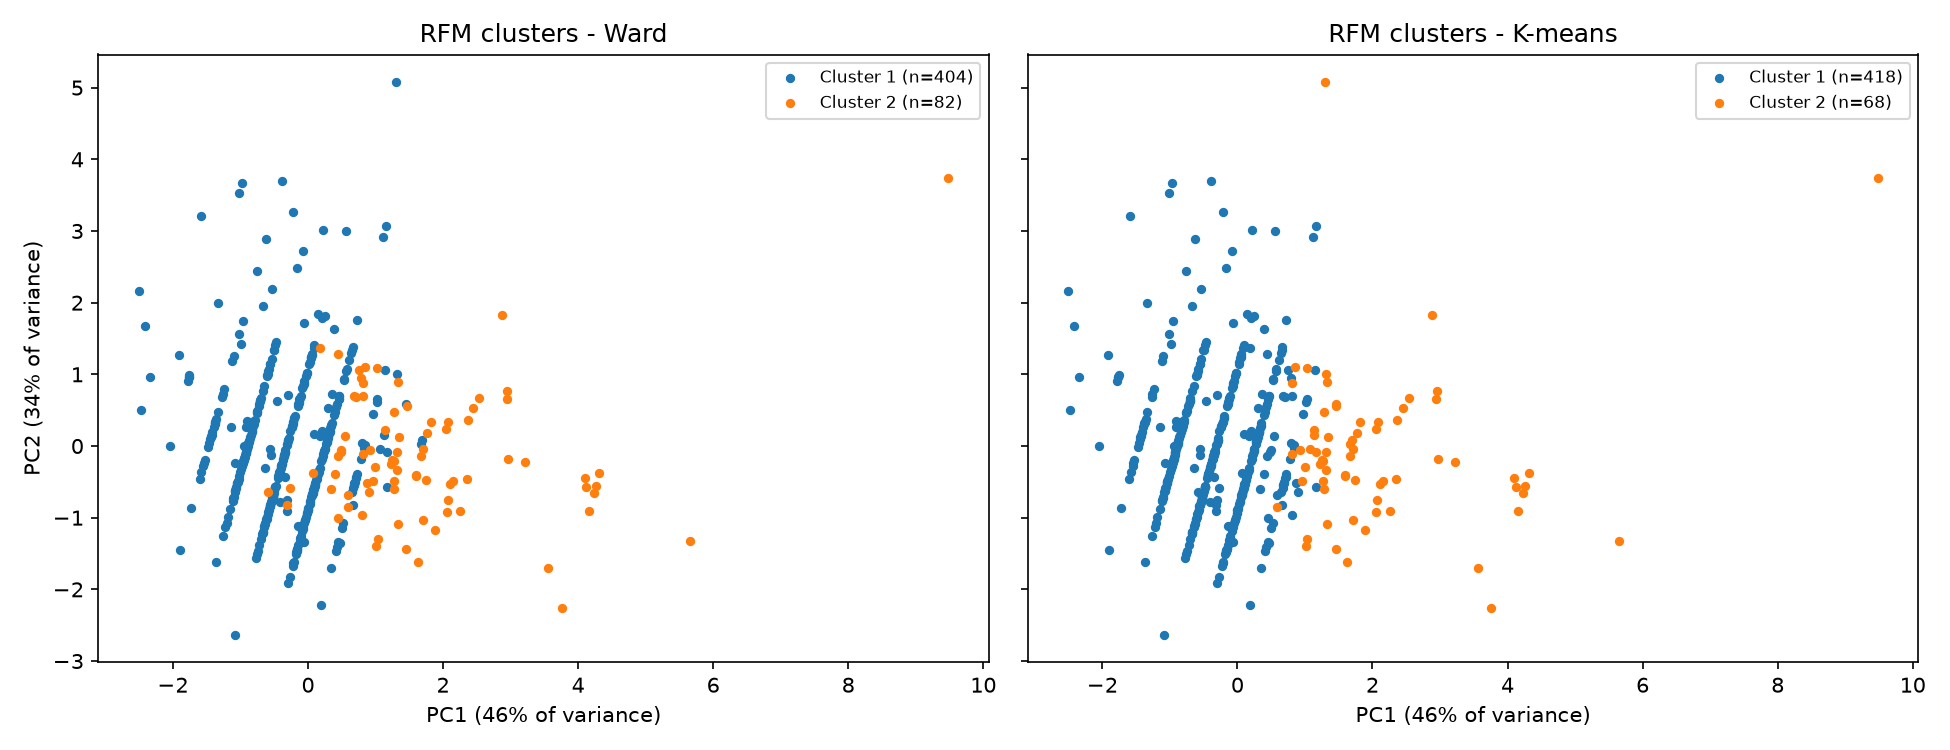 RFM clusters - Ward
Cluster 1 (n=404)
Cluster 2 (n=82)
5
4
3
2
1
0
−1
−2
−3
PC2 (34% of variance)
−2
0
2
4
6
8
10
PC1 (46% of variance)
RFM clusters - K-means
Cluster 1 (n=418)
Cluster 2 (n=68)
−2
0
2
4
6
8
10
PC1 (46% of variance)